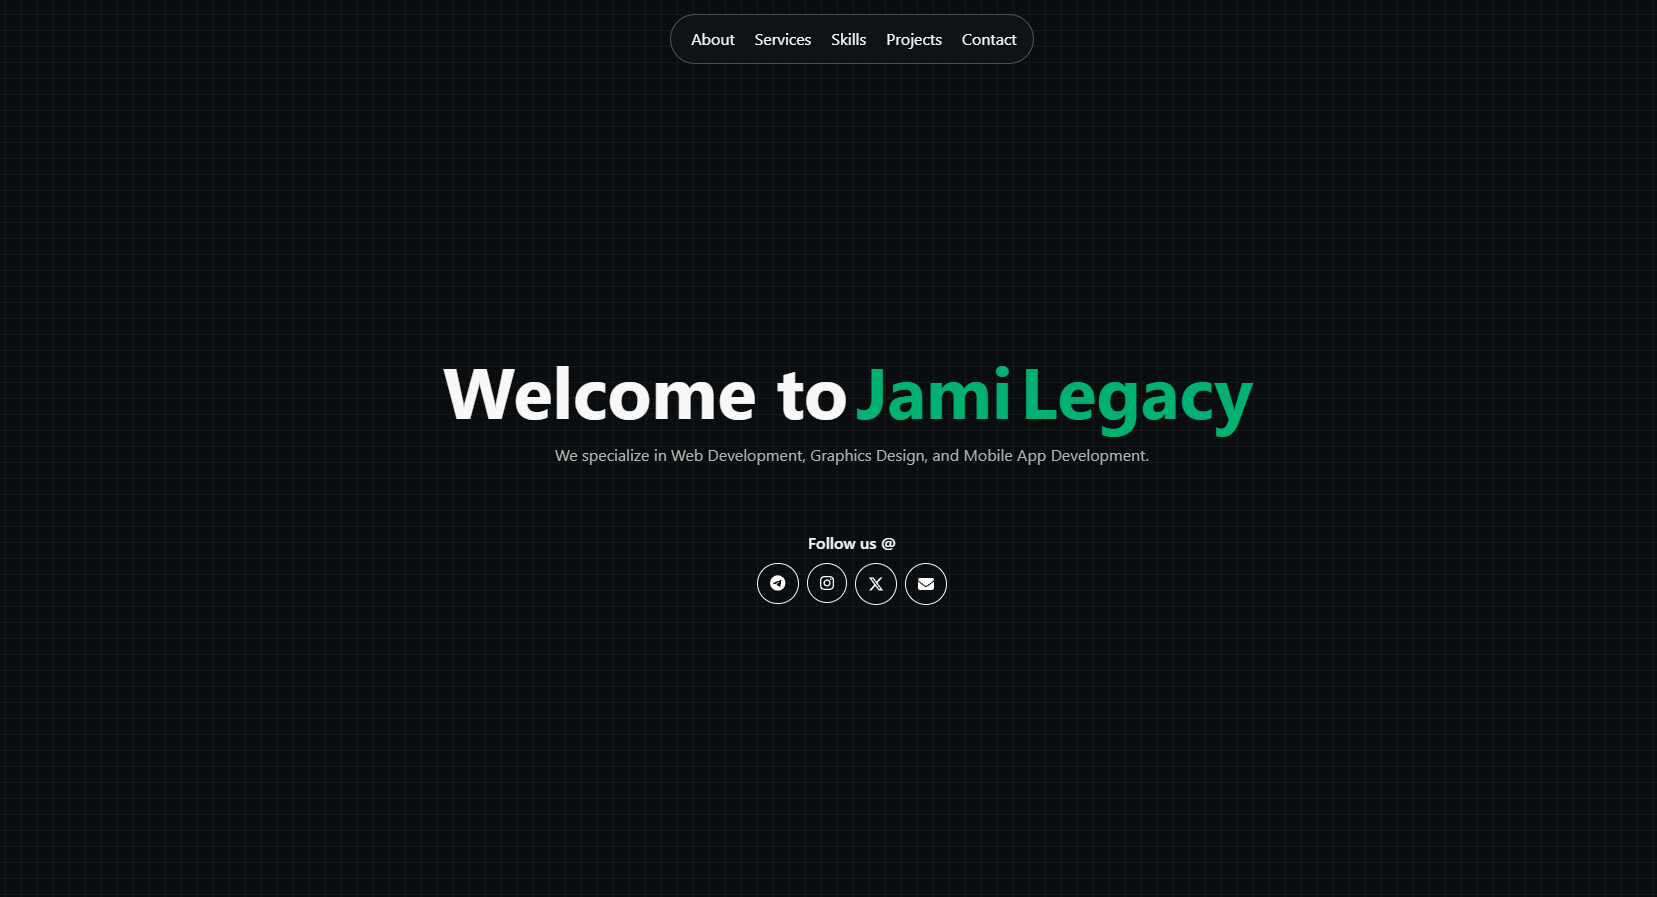 About Services Skills Projects Contact
Welcome to Jami Legacy
We specialize in Web Development, Graphics Design, and Mobile App Development.
Follow us @